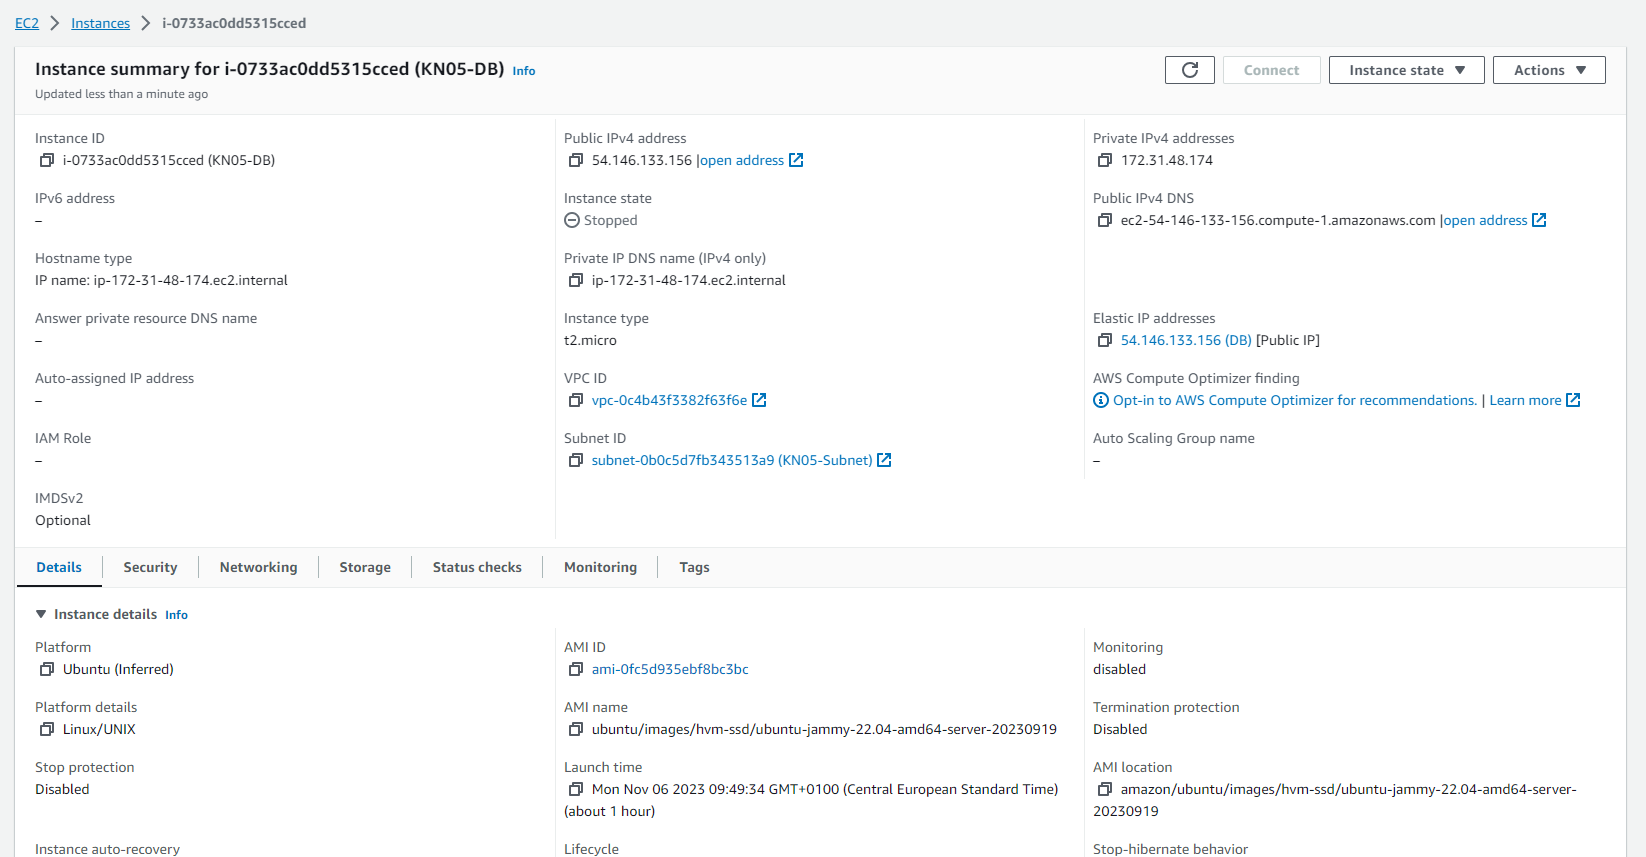 EC2 > Instances > i-0733ac0dd5315cced
Instance summary for i-0733ac0dd5315cced (KN05-DB) Info
Updated less than a minute ago
Connect
Instance state
Actions
Instance ID
i-0733ac0dd5315cced (KN05-DB)
Public IPv4 address
54.146.133.156 |open address
Private IPv4 addresses
172.31.48.174
IPv6 address
–
Instance state
Stopped
Public IPv4 DNS
ec2-54-146-133-156.compute-1.amazonaws.com |open address
Hostname type
IP name: ip-172-31-48-174.ec2.internal
Private IP DNS name (IPv4 only)
ip-172-31-48-174.ec2.internal
Answer private resource DNS name
–
Instance type
t2.micro
Elastic IP addresses
54.146.133.156 (DB) [Public IP]
Auto-assigned IP address
–
VPC ID
vpc-0c4b43f3382f63f6e
AWS Compute Optimizer finding
Opt-in to AWS Compute Optimizer for recommendations. | Learn more
IAM Role
–
Subnet ID
subnet-0b0c5d7fb343513a9 (KN05-Subnet)
Auto Scaling Group name
–
IMDSv2
Optional
Details
Security
Networking
Storage
Status checks
Monitoring
Tags
Instance details Info
Platform
Ubuntu (Inferred)
AMI ID
ami-0fc5d935ebf8bc3bc
Monitoring
disabled
Platform details
Linux/UNIX
AMI name
ubuntu/images/hvm-ssd/ubuntu-jammy-22.04-amd64-server-20230919
Termination protection
Disabled
Stop protection
Disabled
Launch time
Mon Nov 06 2023 09:49:34 GMT+0100 (Central European Standard Time)
(about 1 hour)
AMI location
amazon/ubuntu/images/hvm-ssd/ubuntu-jammy-22.04-amd64-server-
20230919
Instance auto-recovery
Lifecycle
Stop-hibernate behavior